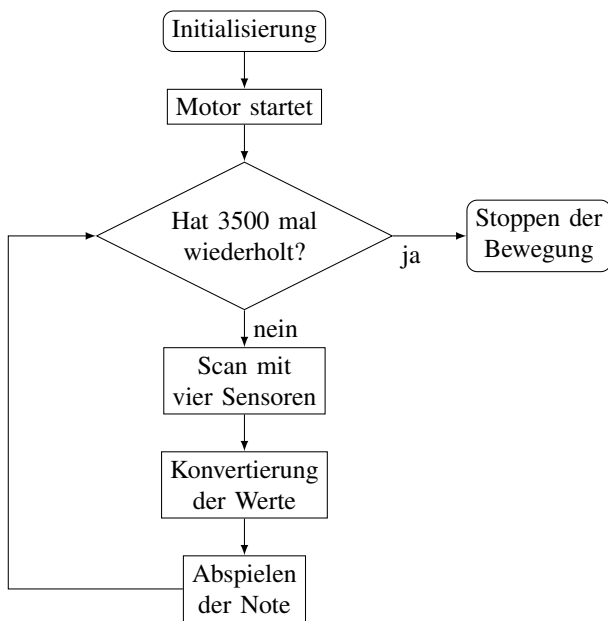 Initialisierung
Motor startet
Hat 3500 mal
wiederholt?
ja
Stoppen der
Bewegung
nein
Scan mit
vier Sensoren
Konvertierung
der Werte
Abspielen
der Note